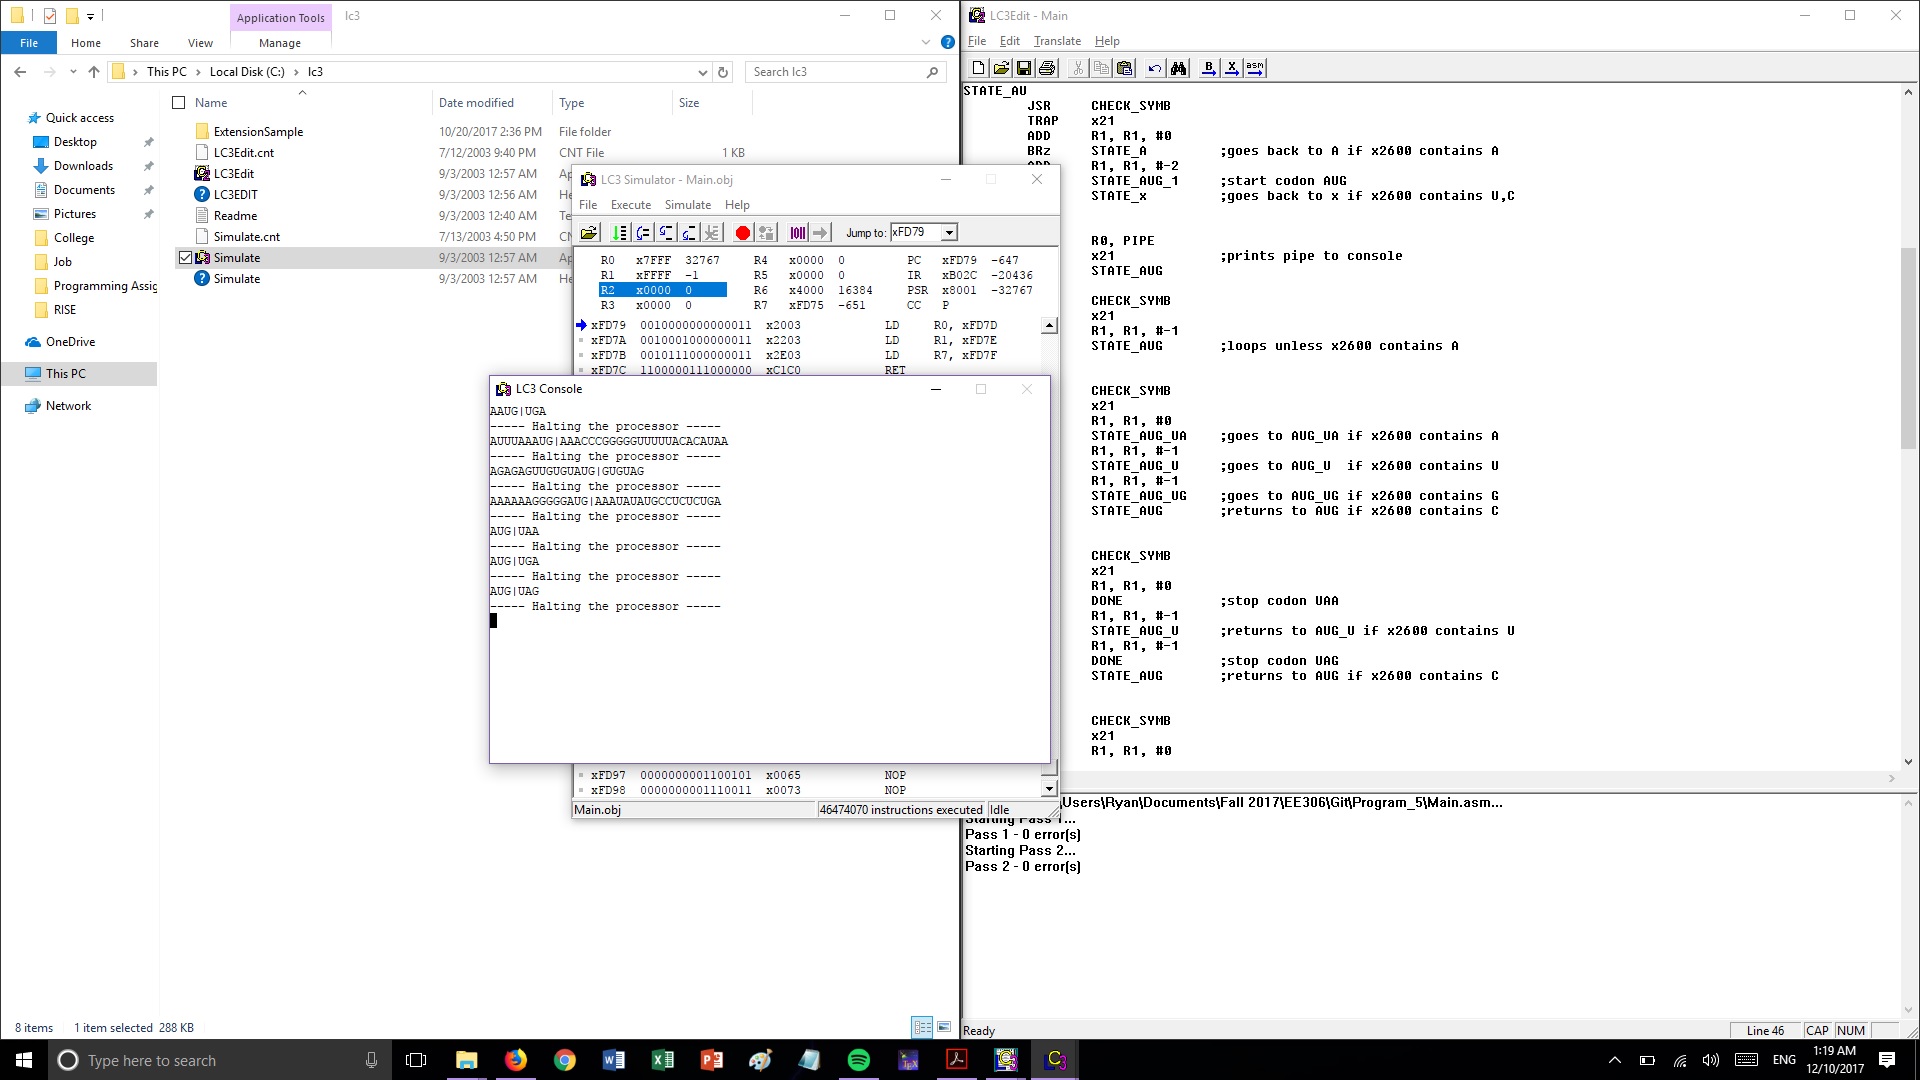 Application Tools lc3
File Home Share View Manage
This PC Local Disk (C:) lc3 Search lc3
Name Date modified Type Size
Quick access
Desktop
Downloads
Documents
Pictures
College
Job
Programming Assig
RISE
OneDrive
This PC
Network
ExtensionSample 10/20/2017 2:36 PM File folder
LC3Edit.cnt 7/12/2003 9:40 PM CNT File 1 KB
LC3Edit 9/3/2003 12:57 AM
LC3EDIT 9/3/2003 12:56 AM
Readme 9/3/2003 12:40 AM
Simulate.cnt 7/13/2003 4:50 PM
Simulate 9/3/2003 12:57 AM
Simulate 9/3/2003 12:57 AM
8 items 1 item selected 288 KB
LC3 Simulator - Main.obj
File Execute Simulate Help
Jump to: xFD79
R0 x7FFF 32767 R4 x0000 0 PC xFD79 -647
R1 xFFFF -1 R5 x0000 0 IR xB02C -20436
R2 x0000 0 R6 x4000 16384 PSR x8001 -32767
R3 x0000 0 R7 xFD75 -651 CC P
xFD79 0010000000000011 x2003 LD R0, xFD7D
xFD7A 0010001000000011 x2203 LD R1, xFD7E
xFD7B 0010111000000011 x2E03 LD R7, xFD7F
xFD7C 1100000111000000 xC1C0 RET
LC3 Console
AAUG|UGA
----- Halting the processor -----
AUUUAAAUG|AAACCCGGGGGUUUUUACACAUAA
----- Halting the processor -----
AGAGAGUUGUGUAUG|GUGUAG
----- Halting the processor -----
AAAAAAGGGGGAUG|AAAUAUAUGCCUCUCUGA
----- Halting the processor -----
AUG|UAA
----- Halting the processor -----
AUG|UGA
----- Halting the processor -----
AUG|UAG
----- Halting the processor -----
xFD97 0000000001100101 x0065 NOP
xFD98 0000000001110011 x0073 NOP
Main.obj 46474070 instructions executed Idle
LC3Edit - Main
File Edit Translate Help
B X asm
STATE_AU
JSR CHECK_SYMB
TRAP x21
ADD R1, R1, #0
BRz STATE_A ;goes back to A if x2600 contains A
ADD R1, R1, #-2
STATE_AUG_1 ;start codon AUG
STATE_x ;goes back to x if x2600 contains U,C
R0, PIPE
x21 ;prints pipe to console
STATE_AUG
CHECK_SYMB
x21
R1, R1, #-1
STATE_AUG ;loops unless x2600 contains A
CHECK_SYMB
x21
R1, R1, #0
STATE_AUG_UA ;goes to AUG_UA if x2600 contains A
R1, R1, #-1
STATE_AUG_U ;goes to AUG_U if x2600 contains U
R1, R1, #-1
STATE_AUG_UG ;goes to AUG_UG if x2600 contains G
STATE_AUG ;returns to AUG if x2600 contains C
CHECK_SYMB
x21
R1, R1, #0
DONE ;stop codon UAA
R1, R1, #-1
STATE_AUG_U ;returns to AUG_U if x2600 contains U
R1, R1, #-1
DONE ;stop codon UAG
STATE_AUG ;returns to AUG if x2600 contains C
CHECK_SYMB
x21
R1, R1, #0
Users\Ryan\Documents\Fall 2017\EE306\Git\Program_5\Main.asm...
Starting Pass 1...
Pass 1 - 0 error(s)
Starting Pass 2...
Pass 2 - 0 error(s)
Ready Line 46 CAP NUM
Type here to search
ENG 1:19 AM
12/10/2017